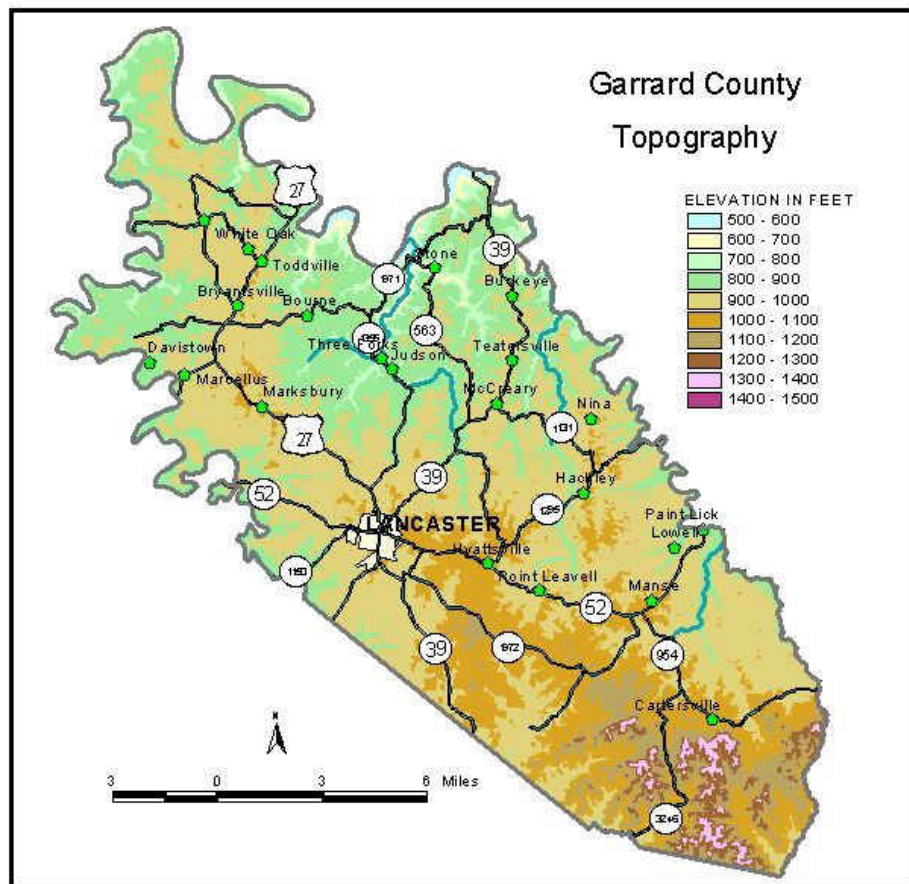 Garrard County
Topography
ELEVATION IN FEET
500 - 600
600 - 700
700 - 800
800 - 900
900 - 1000
1000 - 1100
1100 - 1200
1200 - 1300
1300 - 1400
1400 - 1500
27
White Oak
Toddville
39
1971
Buckeye
Bryantsville
Bourne
563
Three Forks
Judson
Teatersville
Davistown
Marcellus
Marksbury
McCreary
Nina
27
1131
39
52
Hackley
1295
LANCASTER
Paint Lick
Lowell
Hyattsville
Point Leavell
Manse
52
39
1972
954
Cartersville
N
3 0 3 6 Miles
3246